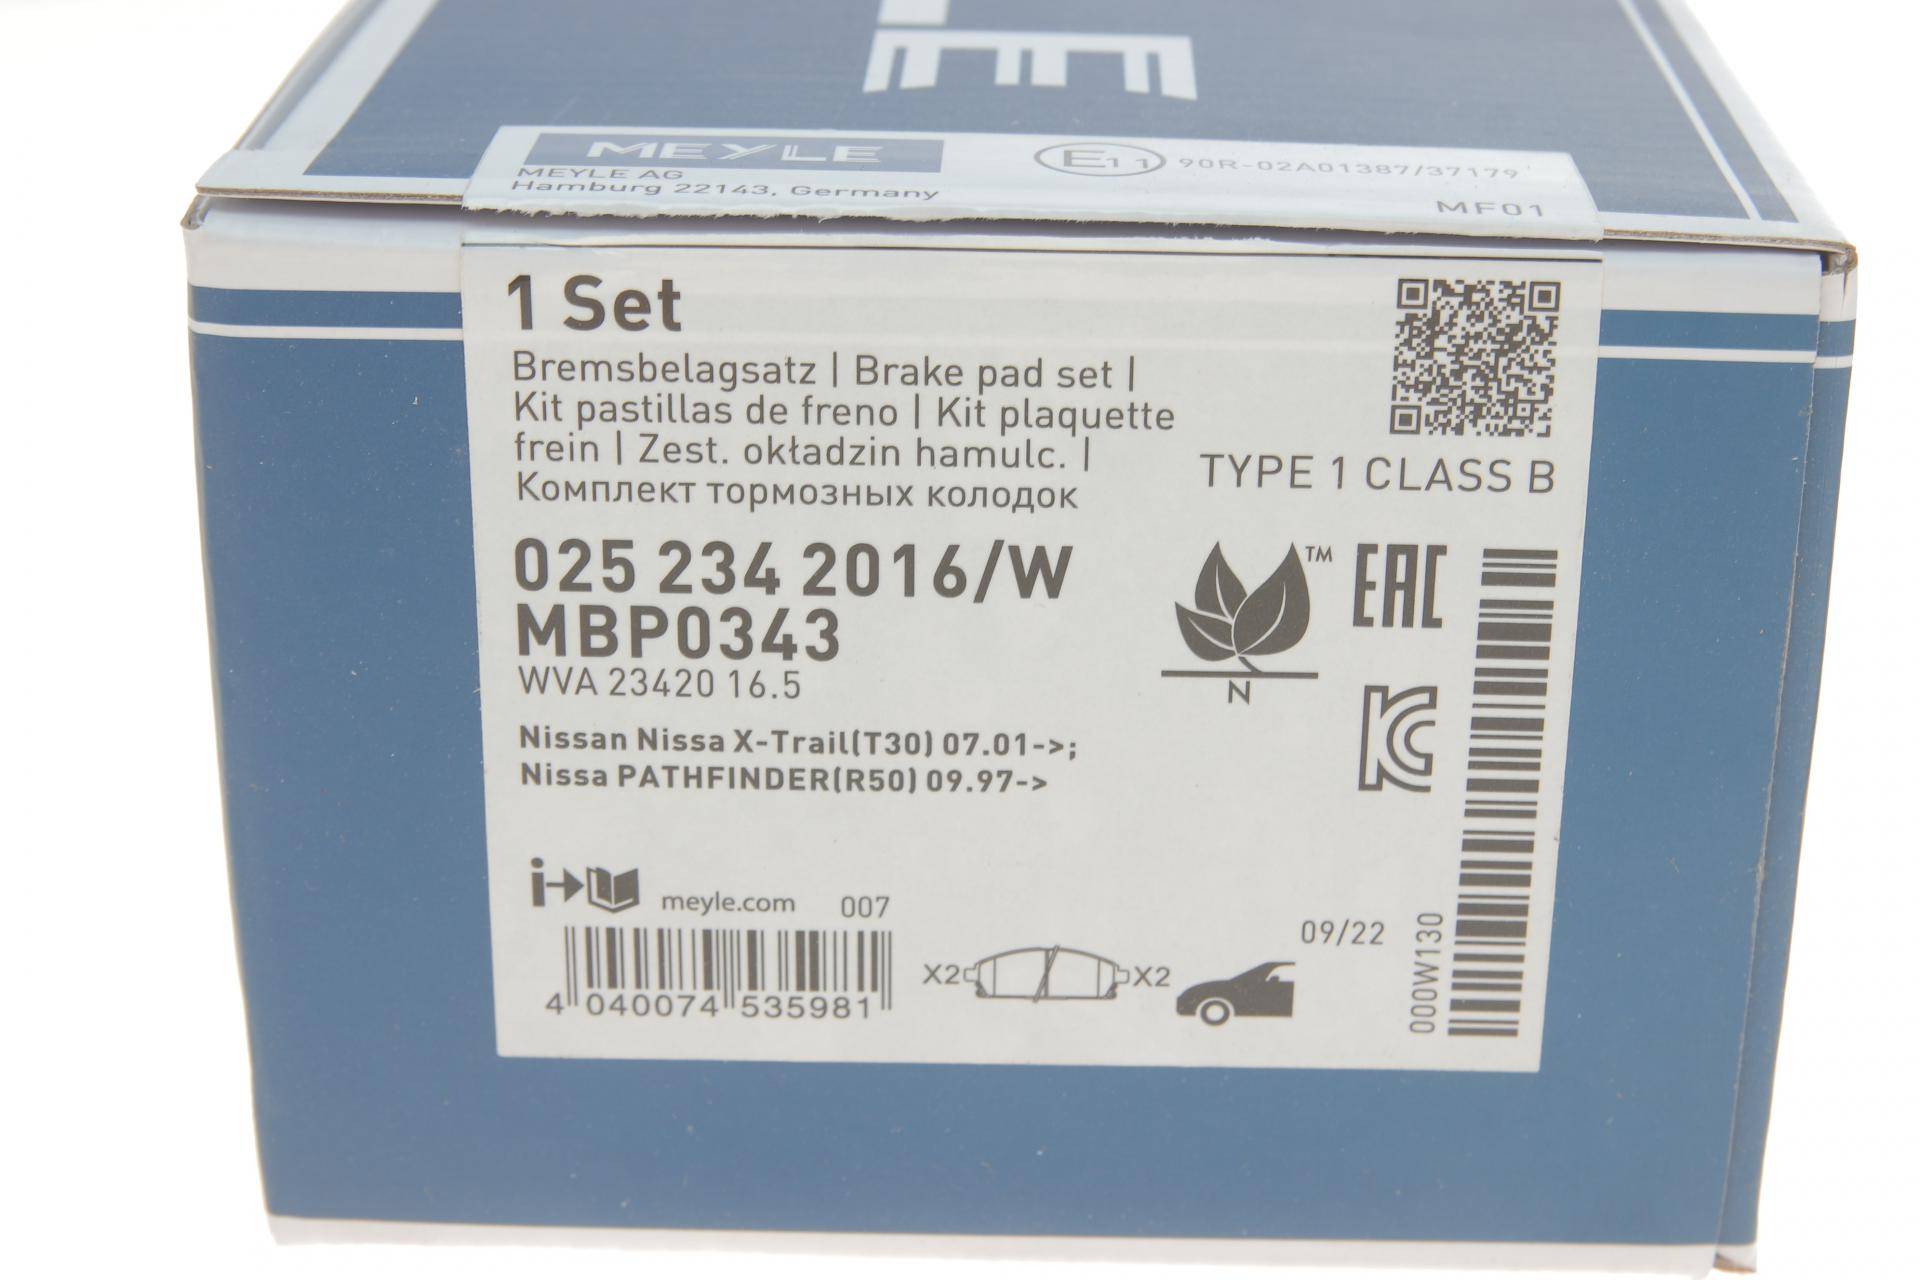 MEYLE
MEYLE AG
Hamburg 22143, Germany
E11 90R-02A01387/37179
MF01
1 Set
Bremsbelagsatz | Brake pad set |
Kit pastillas de freno | Kit plaquette
frein | Zest. okładzin hamulc. |
Комплект тормозных колодок
TYPE 1 CLASS B
025 234 2016/W
MBP0343
WVA 23420 16.5
TM
EAC
N
KC
Nissan Nissa X-Trail(T30) 07.01->;
Nissa PATHFINDER(R50) 09.97->
i
meyle.com 007
4 040074 535981
X2 X2
09/22
000W130